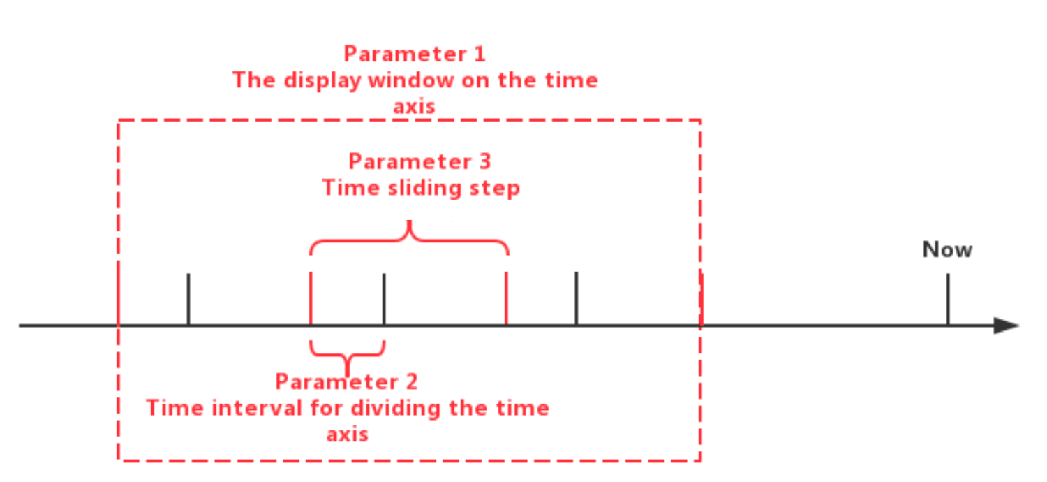 Parameter 1
The display window on the time
axis
Parameter 3
Time sliding step
Now
Parameter 2
Time interval for dividing the time
axis